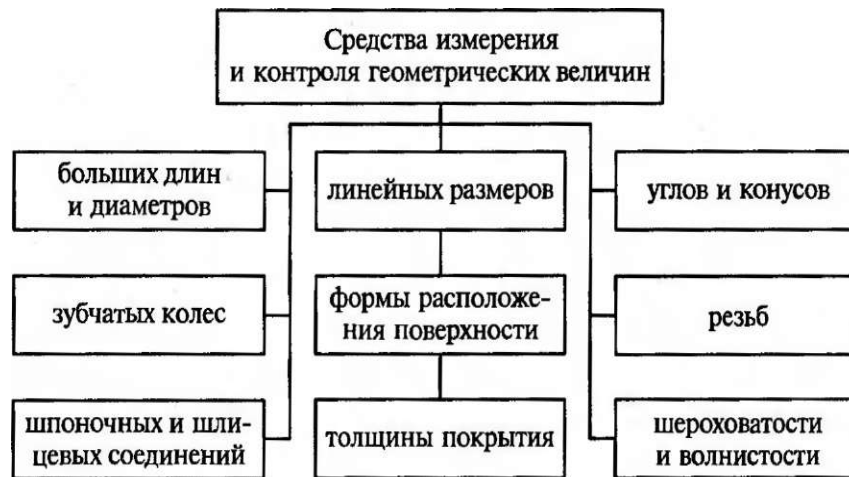 Средства измерения
и контроля геометрических величин
больших длин
и диаметров
линейных размеров
углов и конусов
зубчатых колес
формы расположе-
ния поверхности
резьб
шпоночных и шли-
цевых соединений
толщины покрытия
шероховатости
и волнистости